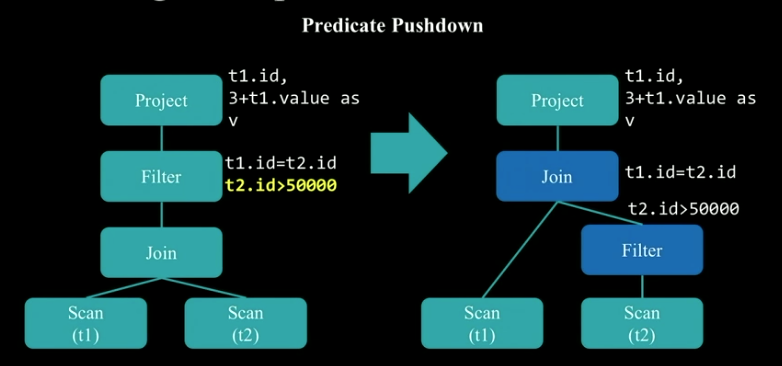 Predicate Pushdown
Project
t1.id,
3+t1.value as
v
Filter
t1.id=t2.id
t2.id>50000
Join
Scan
(t1)
Scan
(t2)
Project
t1.id,
3+t1.value as
v
Join
t1.id=t2.id
t2.id>50000
Filter
Scan
(t1)
Scan
(t2)